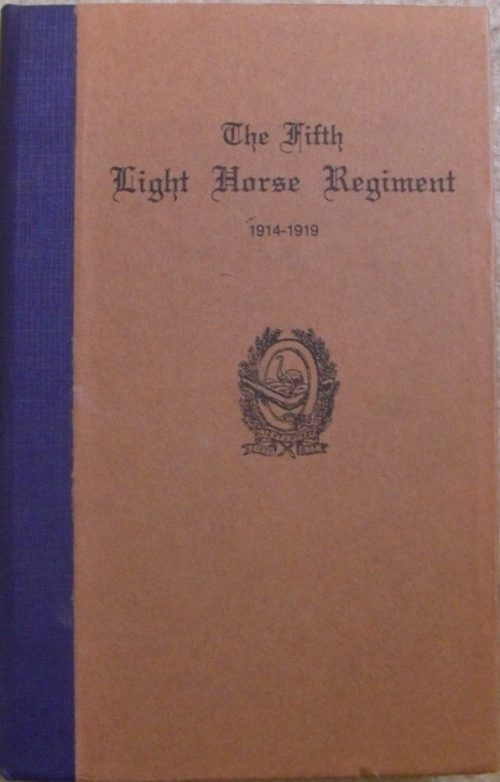 The Fifth
Light Horse Regiment
1914-1919